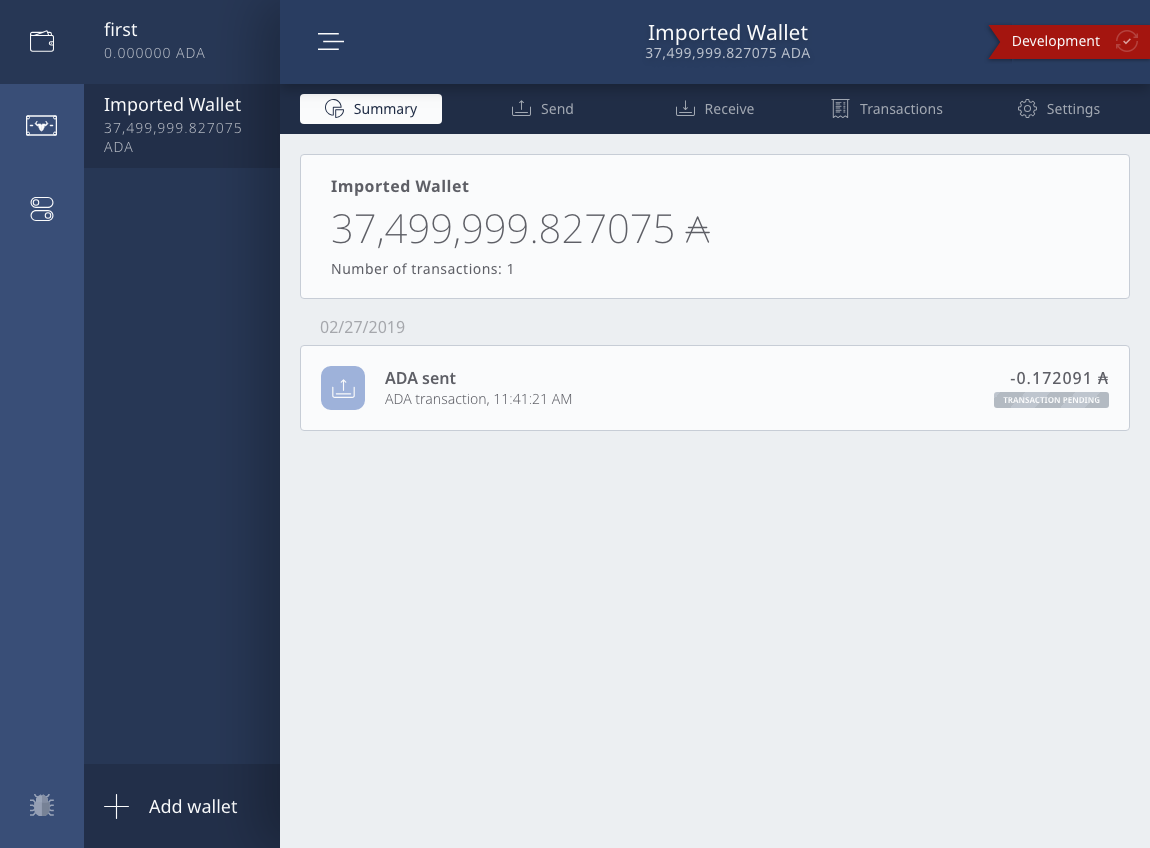 first
0.000000 ADA
Imported Wallet
37,499,999.827075
ADA
Add wallet
Imported Wallet
37,499,999.827075 ADA
Development
Summary
Send
Receive
Transactions
Settings
Imported Wallet
37,499,999.827075 ₳
Number of transactions: 1
02/27/2019
ADA sent
ADA transaction, 11:41:21 AM
-0.172091 ₳
TRANSACTION PENDING